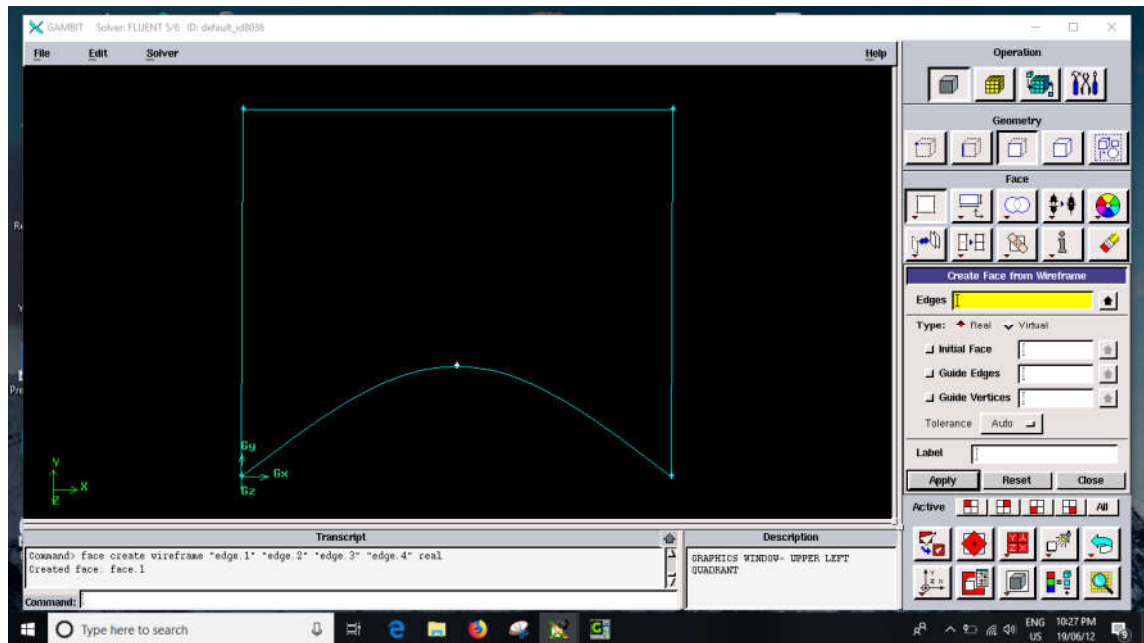 GAMBIT Solver: FLUENT 5/6 ID: default_id8036
File Edit Solver Help
Operation
Geometry
Face
Create Face from Wireframe
Edges
Type: Real Virtual
Initial Face
Guide Edges
Guide Vertices
Tolerance Auto
Label
Apply Reset Close
Active All
Gy
Gx
Gz
Y
X
Z
Transcript
Command> face create wireframe "edge.1" "edge.2" "edge.3" "edge.4" real
Created face: face.1
Command:
Description
GRAPHICS WINDOW- UPPER LEFT
QUADRANT
Type here to search
ENG
US
10:27 PM
19/06/12